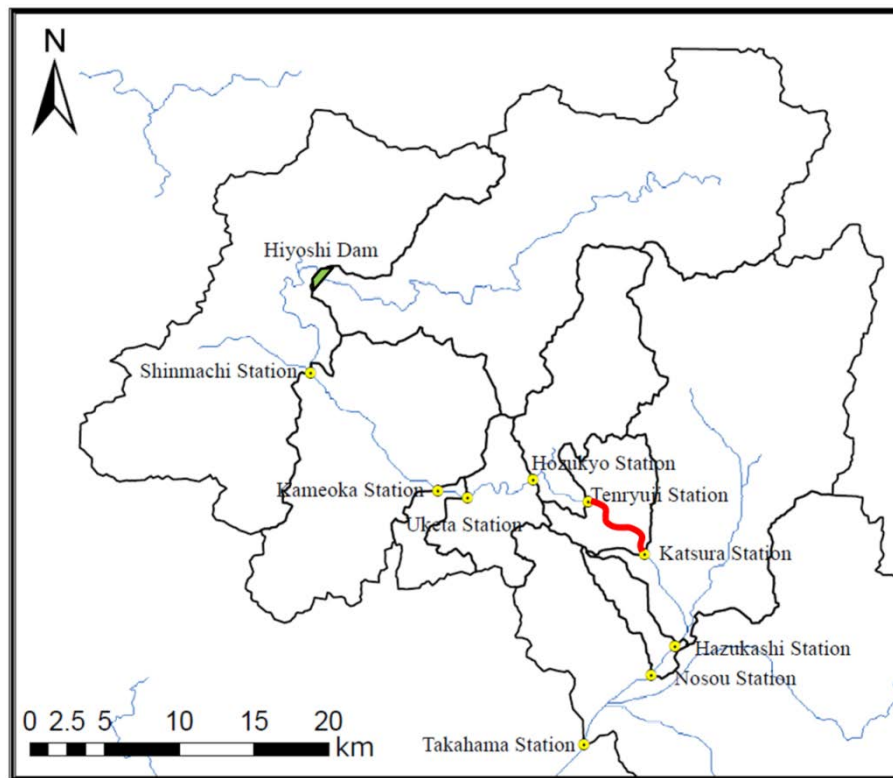 N
Hiyoshi Dam
Shinmachi Station
Hozukyo Station
Kameoka Station
Tenryuji Station
Uketa Station
Katsura Station
Hazukashi Station
Nosou Station
0 2.5 5 10 15 20
km
Takahama Station